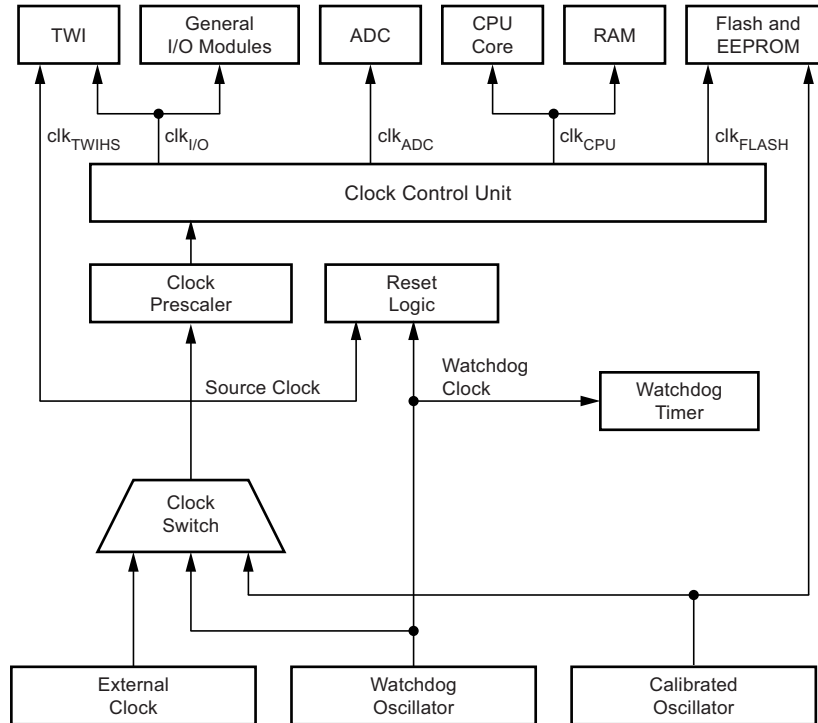 TWI
General
I/O Modules
ADC
CPU
Core
RAM
Flash and
EEPROM
clkTWIHS
clkI/O
clkADC
clkCPU
clkFLASH
Clock Control Unit
Clock
Prescaler
Reset
Logic
Source Clock
Watchdog
Clock
Watchdog
Timer
Clock
Switch
External
Clock
Watchdog
Oscillator
Calibrated
Oscillator